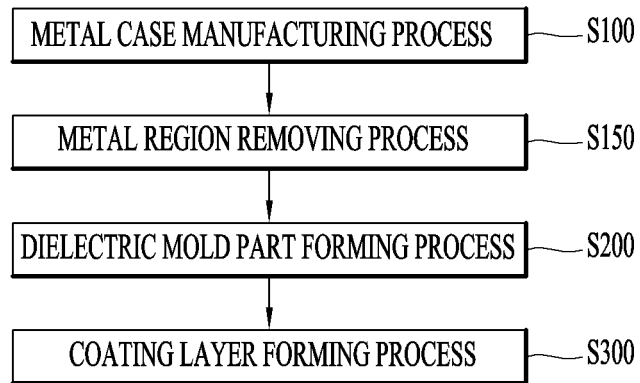 METAL CASE MANUFACTURING PROCESS S100
METAL REGION REMOVING PROCESS S150
DIELECTRIC MOLD PART FORMING PROCESS S200
COATING LAYER FORMING PROCESS S300